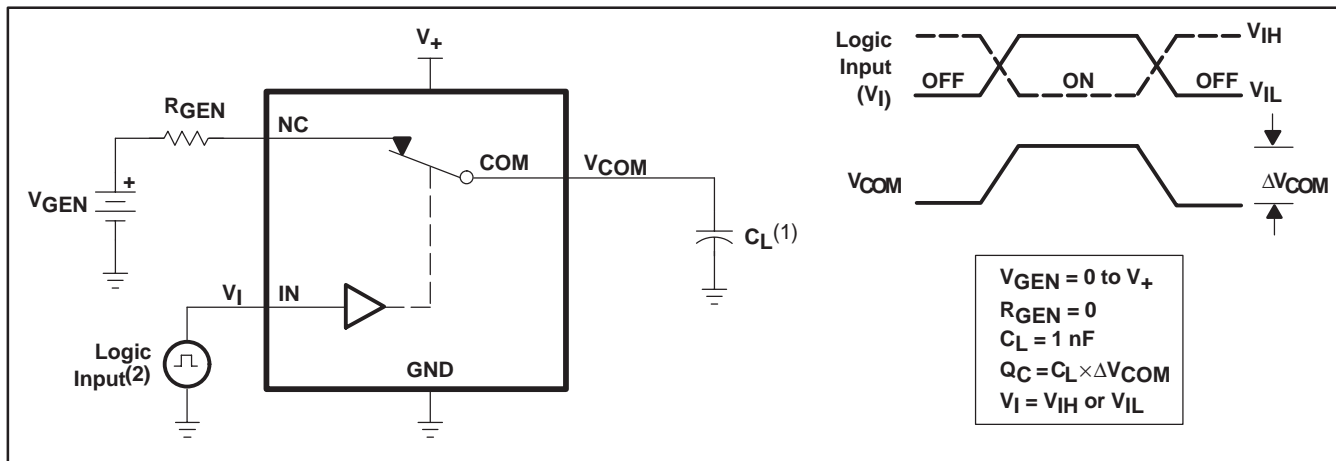 V+
RGEN
NC
COM
VCOM
+
VGEN
CL(1)
VI
IN
Logic
Input(2)
GND
Logic
Input
(VI)
VIH
OFF
ON
OFF
VIL
VCOM
ΔVCOM
VGEN = 0 to V+
RGEN = 0
CL = 1 nF
QC = CL × ΔVCOM
VI = VIH or VIL